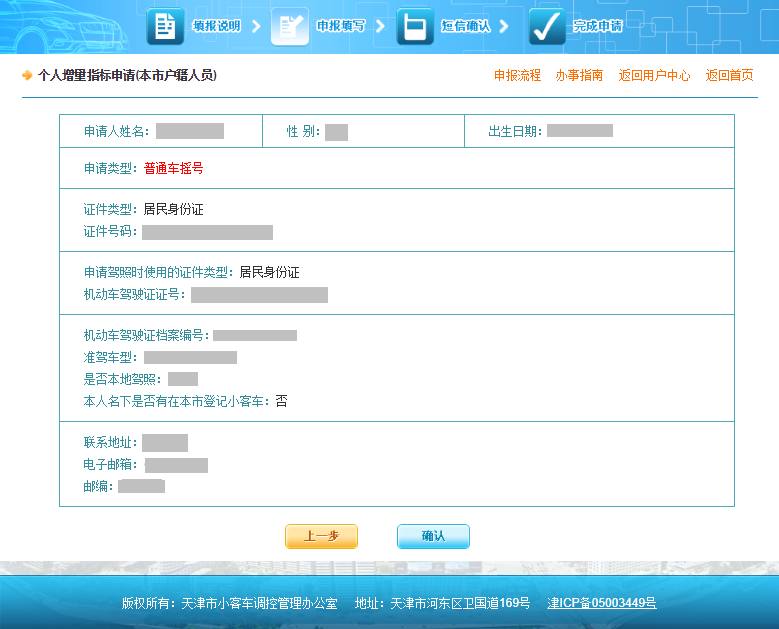 填报说明 申报填写 短信确认 完成申请
个人增量指标申请(本市户籍人员) 申报流程 办事指南 返回用户中心 返回首页
申请人姓名： 性 别： 出生日期：
申请类型：普通车摇号
证件类型：居民身份证
证件号码：
申请驾照时使用的证件类型：居民身份证
机动车驾驶证证号：
机动车驾驶证档案编号：
准驾车型：
是否本地驾照：
本人名下是否有在本市登记小客车：否
联系地址：
电子邮箱：
邮编：
上一步 确认
版权所有：天津市小客车调控管理办公室 地址：天津市河东区卫国道169号 津ICP备05003449号